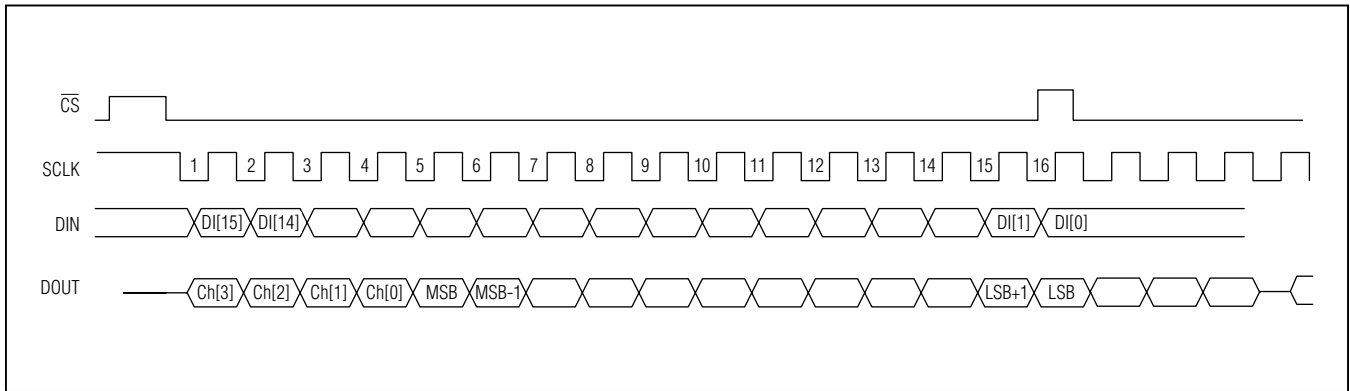 C̅S̅
SCLK 1 2 3 4 5 6 7 8 9 10 11 12 13 14 15 16
DIN DI[15] DI[14] DI[1] DI[0]
DOUT Ch[3] Ch[2] Ch[1] Ch[0] MSB MSB-1 LSB+1 LSB